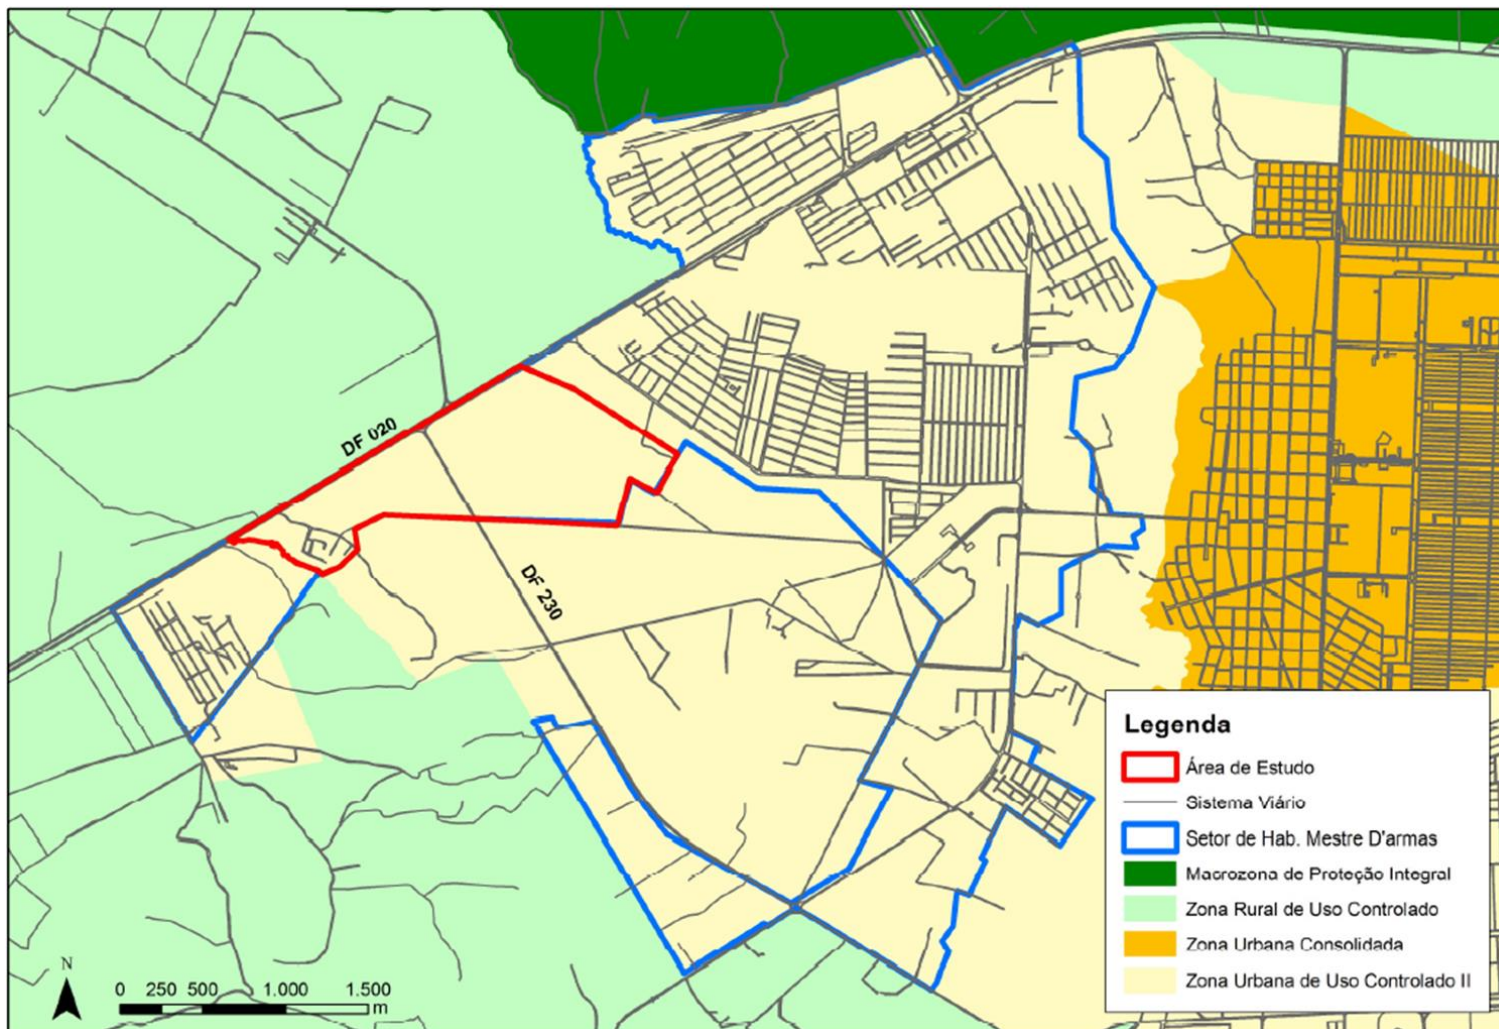 DF 020
DF 230
Legenda
Área de Estudo
Sistema Viário
Setor de Hab. Mestre D'armas
Macrozona de Proteção Integral
Zona Rural de Uso Controlado
Zona Urbana Consolidada
Zona Urbana de Uso Controlado II
N
0 250 500 1.000 1.500
m